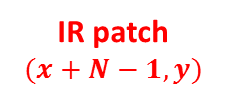 IR patch
(x + N − 1, y)